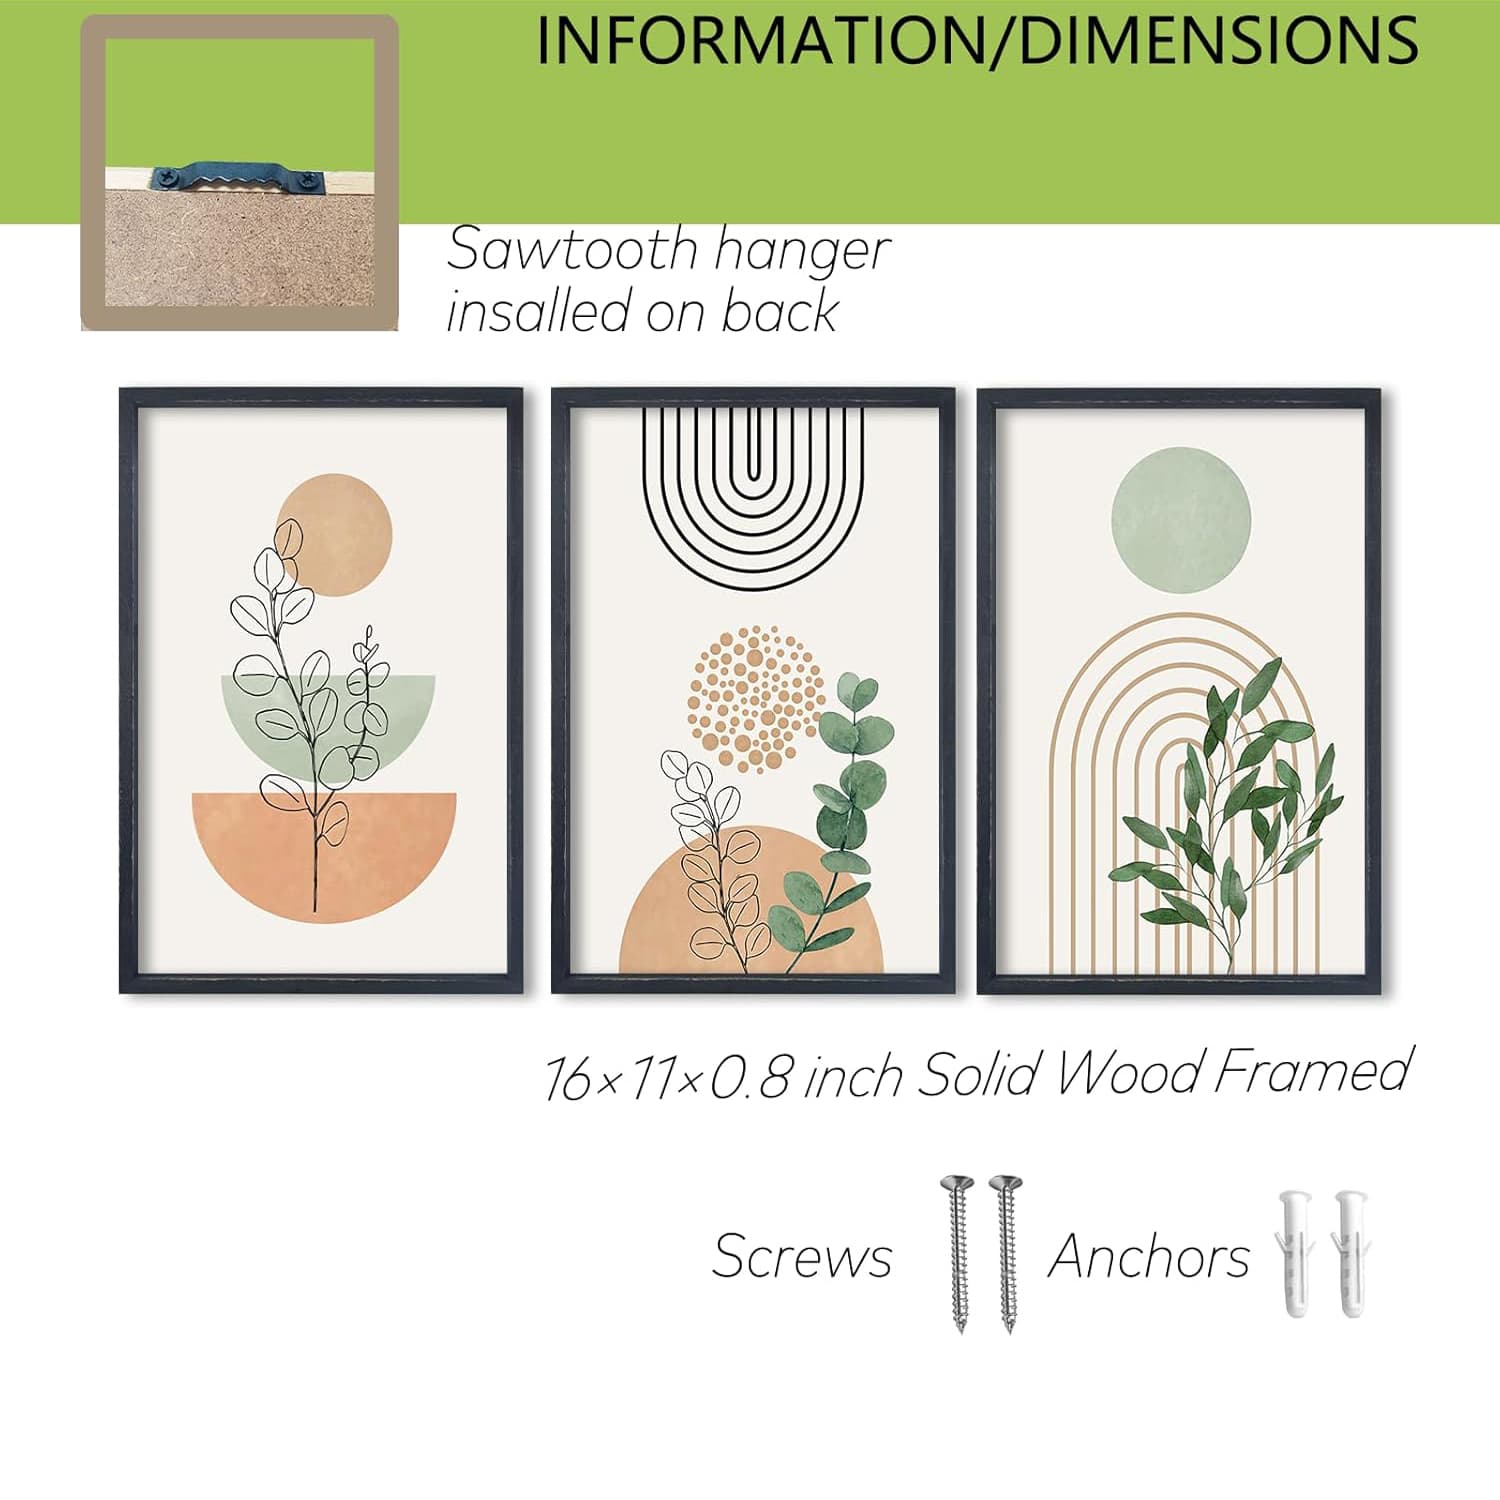 INFORMATION/DIMENSIONS
Sawtooth hanger
insalled on back
16×11×0.8 inch Solid Wood Framed
Screws
Anchors